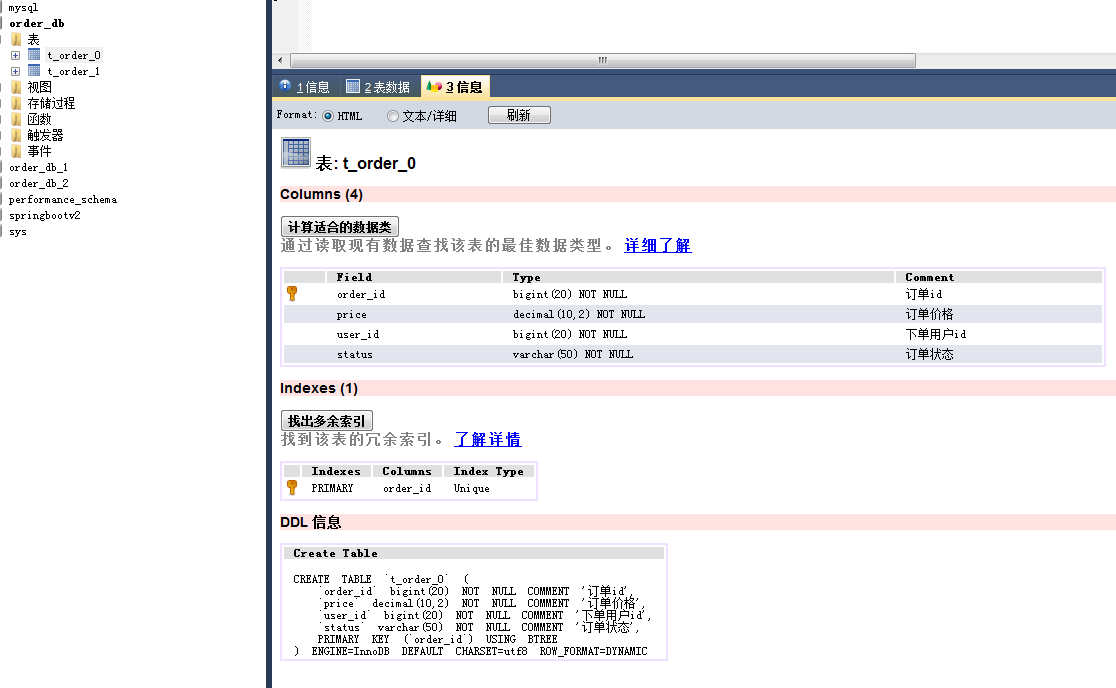 mysql
order_db
表
t_order_0
t_order_1
视图
存储过程
函数
触发器
事件
order_db_1
order_db_2
performance_schema
springbootv2
sys
1 信息 2 表数据 3 信息
Format: HTML 文本/详细 刷新
表: t_order_0
Columns (4)
计算适合的数据类
通过读取现有数据查找该表的最佳数据类型。 详细了解
Field Type Comment
order_id bigint(20) NOT NULL 订单id
price decimal(10,2) NOT NULL 订单价格
user_id bigint(20) NOT NULL 下单用户id
status varchar(50) NOT NULL 订单状态
Indexes (1)
找出多余索引
找到该表的冗余索引。 了解详情
Indexes Columns Index Type
PRIMARY order_id Unique
DDL 信息
Create Table
CREATE TABLE `t_order_0` (
`order_id` bigint(20) NOT NULL COMMENT '订单id',
`price` decimal(10,2) NOT NULL COMMENT '订单价格',
`user_id` bigint(20) NOT NULL COMMENT '下单用户id',
`status` varchar(50) NOT NULL COMMENT '订单状态',
PRIMARY KEY (`order_id`) USING BTREE
) ENGINE=InnoDB DEFAULT CHARSET=utf8 ROW_FORMAT=DYNAMIC